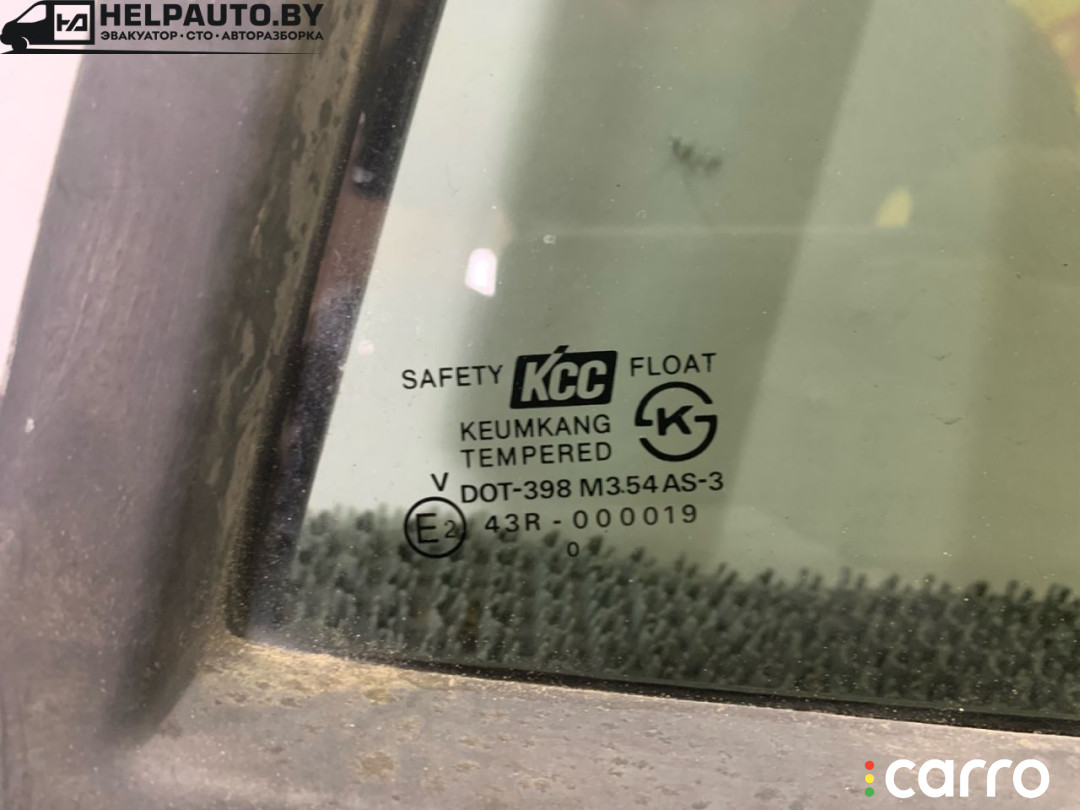 HELPAUTO.BY
ЭВАКУАТОР • СТО • АВТОРАЗБОРКА
SAFETY KCC FLOAT
KEUMKANG
TEMPERED
K
V DOT-398 M3.54 AS-3
E2 43R - 000019
0
carro